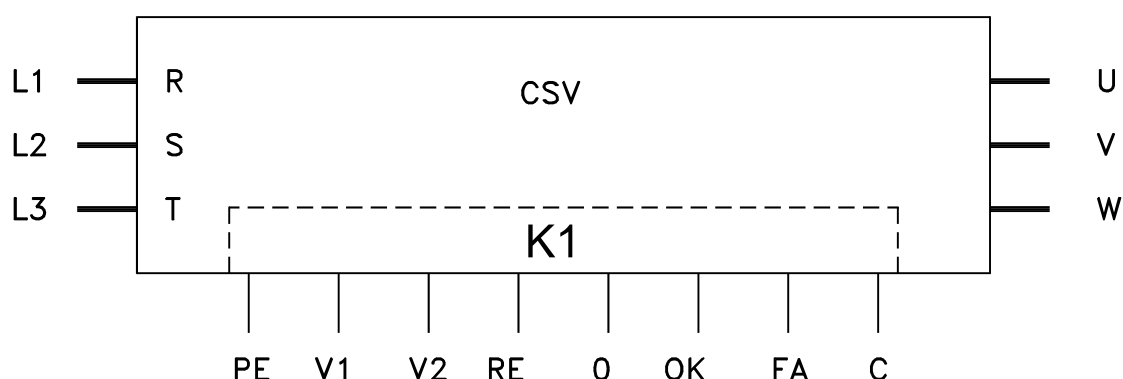 L1 R CSV U
L2 S V
L3 T W
K1
PE V1 V2 RE 0 OK FA C